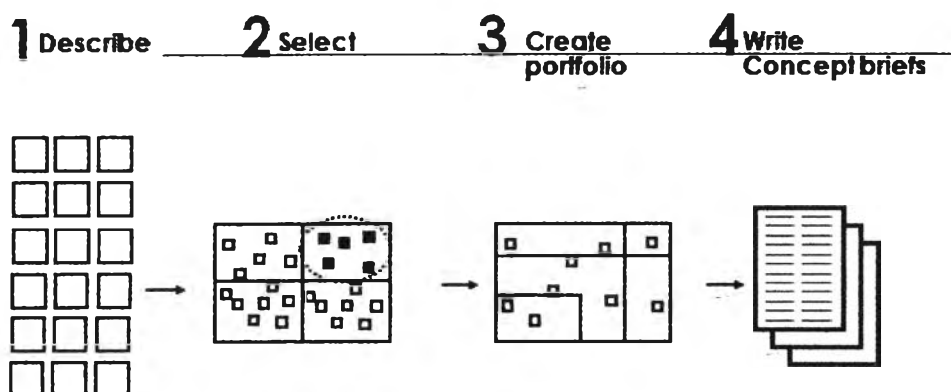 1 Describe
2 Select
3 Create
portfolio
4 Write
Concept briefs